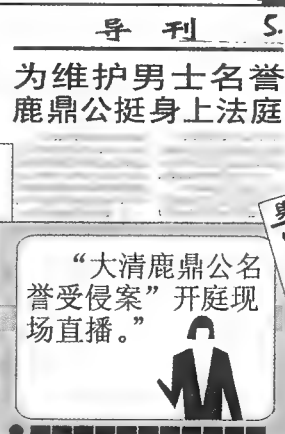 导刊 5.
为维护男士名誉
鹿鼎公挺身上法庭
“大清鹿鼎公名
誉受侵案”开庭现
场直播。”